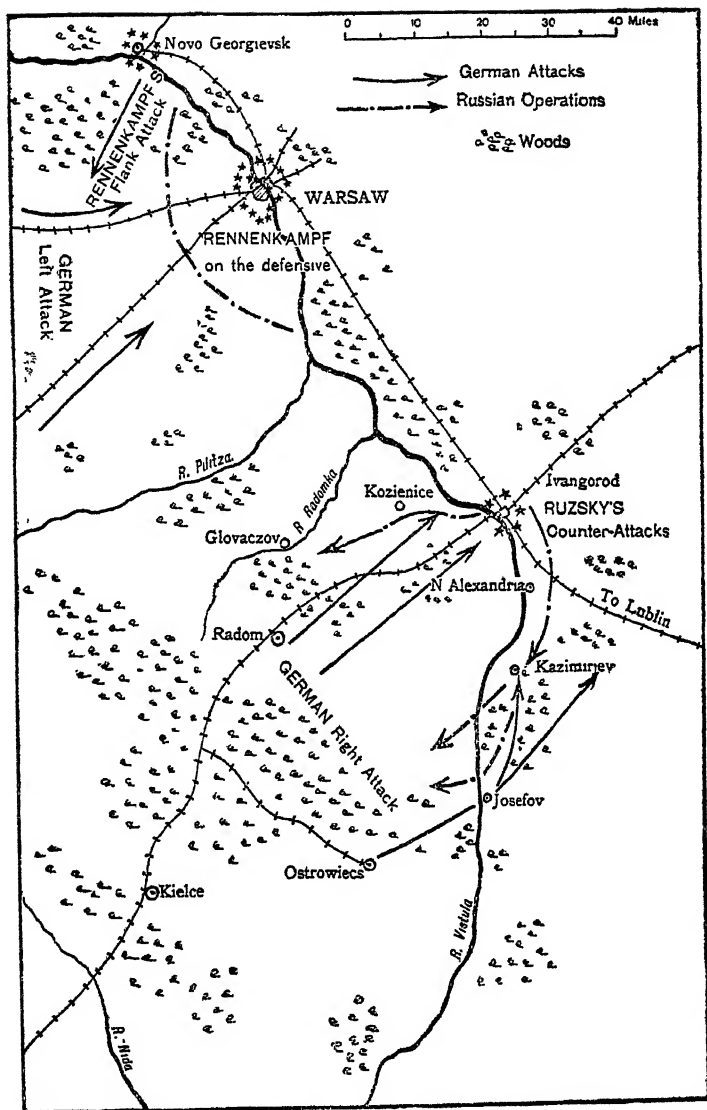 0 10 20 30 40 Miles
Novo Georgievsk
German Attacks
Russian Operations
Woods
RENNENKAMPF'S
Flank Attack
WARSAW
RENNENKAMPF
on the defensive
GERMAN
Left Attack
R. Pilitza
R Radomka
Kozienice
Ivangorod
RUZSKY'S
Counter-Attacks
Glovaczov
N Alexandria
To Lublin
Radom
Kazimirjev
GERMAN Right Attack
Josefov
Ostrowiecs
Kielce
R. Vistula
R.-Nida